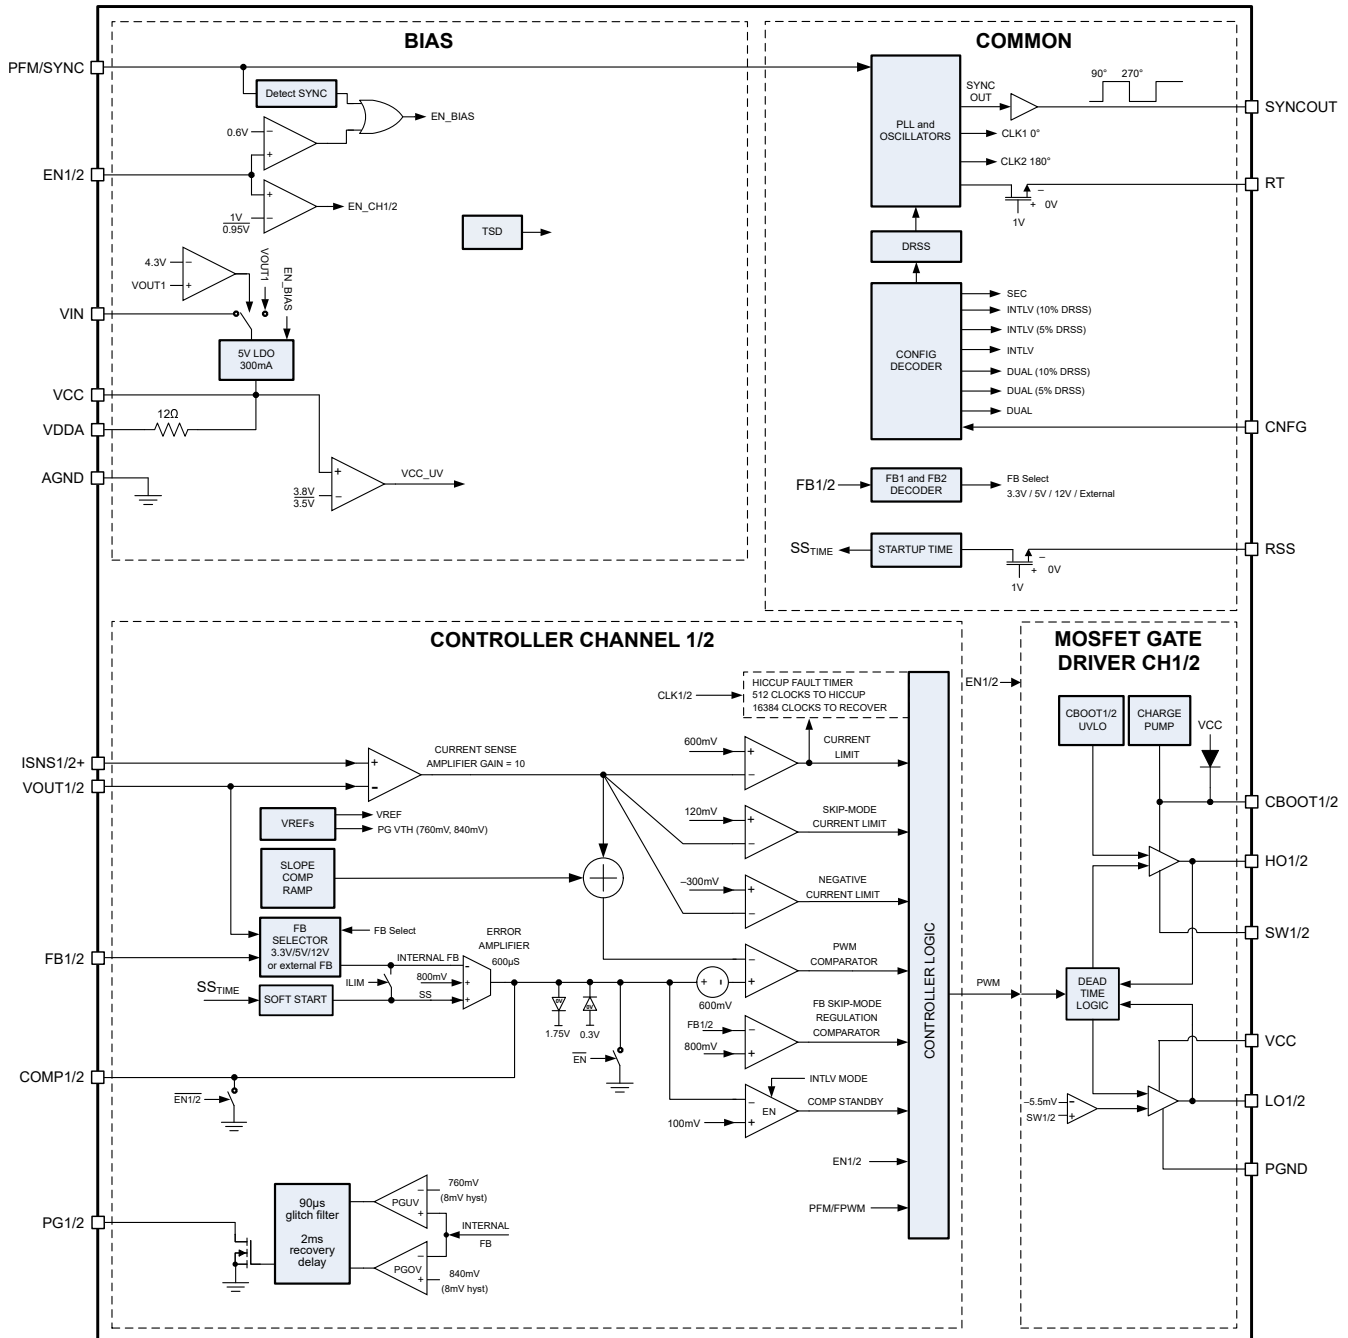 BIAS
COMMON
PFM/SYNC
Detect SYNC
EN_BIAS
0.6V
−
+
EN1/2
+
−
1V
0.95V
EN_CH1/2
TSD
4.3V
−
VOUT1
+
VOUT1
EN_BIAS
VIN
5V LDO
300mA
VCC
12Ω
VDDA
AGND
+
−
3.8V
3.5V
VCC_UV
PLL and
OSCILLATORS
SYNC
OUT
90° 270°
SYNCOUT
CLK1 0°
CLK2 180°
RT
−
+ 0V
1V
DRSS
CONFIG
DECODER
SEC
INTLV (10% DRSS)
INTLV (5% DRSS)
INTLV
DUAL (10% DRSS)
DUAL (5% DRSS)
DUAL
CNFG
FB1/2
FB1 and FB2
DECODER
FB Select
3.3V / 5V / 12V / External
SSTIME
STARTUP TIME
−
+ 0V
1V
RSS
CONTROLLER CHANNEL 1/2
MOSFET GATE
DRIVER CH1/2
HICCUP FAULT TIMER
512 CLOCKS TO HICCUP
16384 CLOCKS TO RECOVER
CLK1/2
EN1/2
CBOOT1/2
UVLO
CHARGE
PUMP
VCC
ISNS1/2+
VOUT1/2
+
-
CURRENT SENSE
AMPLIFIER GAIN = 10
600mV
+
−
CURRENT
LIMIT
VREFs
VREF
PG VTH (760mV, 840mV)
120mV
+
−
SKIP-MODE
CURRENT LIMIT
CBOOT1/2
SLOPE
COMP
RAMP
–300mV
+
−
NEGATIVE
CURRENT LIMIT
HO1/2
FB1/2
FB
SELECTOR
3.3V/5V/12V
or external FB
FB Select
ERROR
AMPLIFIER
600µS
INTERNAL FB
-
800mV
+
SS
+
ILIM
SSTIME
SOFT START
−
+
PWM
COMPARATOR
+ -
600mV
SW1/2
CONTROLLER LOGIC
PWM
DEAD
TIME
LOGIC
0V
1.75V
0V
0.3V
EN
FB1/2
−
800mV
+
FB SKIP-MODE
REGULATION
COMPARATOR
VCC
COMP1/2
EN1/2
INTLV MODE
−
EN
+
100mV
COMP STANDBY
–5.5mV
−
SW1/2
+
LO1/2
EN1/2
PGND
PFM/FPWM
PG1/2
90µs
glitch filter
2ms
recovery
delay
PGUV
−
+
760mV
(8mV hyst)
INTERNAL
FB
PGOV
−
+
840mV
(8mV hyst)